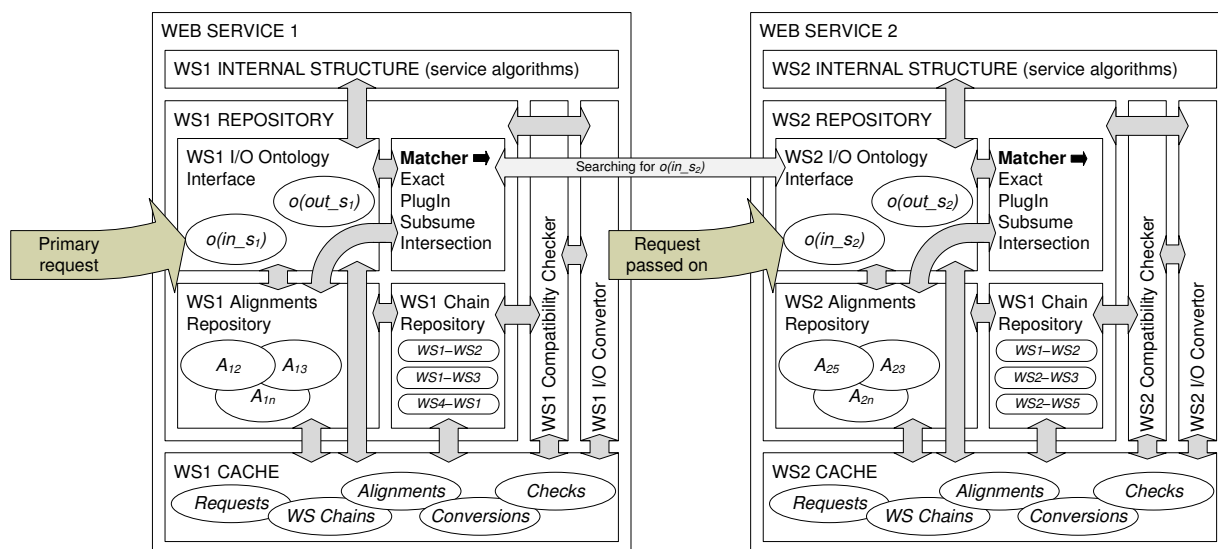 WEB SERVICE 1
WS1 INTERNAL STRUCTURE (service algorithms)
WS1 REPOSITORY
WS1 I/O Ontology
Interface
o(out_s1)
o(in_s1)
Matcher
Exact
PlugIn
Subsume
Intersection
Primary
request
WS1 Alignments
Repository
A12
A13
A1n
WS1 Chain
Repository
WS1–WS2
WS1–WS3
WS4–WS1
WS1 Compatibility Checker
WS1 I/O Convertor
WS1 CACHE
Requests
WS Chains
Alignments
Conversions
Checks
Searching for o(in_s2)
WEB SERVICE 2
WS2 INTERNAL STRUCTURE (service algorithms)
WS2 REPOSITORY
WS2 I/O Ontology
Interface
o(out_s2)
o(in_s2)
Matcher
Exact
PlugIn
Subsume
Intersection
Request
passed on
WS2 Alignments
Repository
A25
A23
A2n
WS1 Chain
Repository
WS1–WS2
WS2–WS3
WS2–WS5
WS2 Compatibility Checker
WS2 I/O Convertor
WS2 CACHE
Requests
WS Chains
Alignments
Conversions
Checks